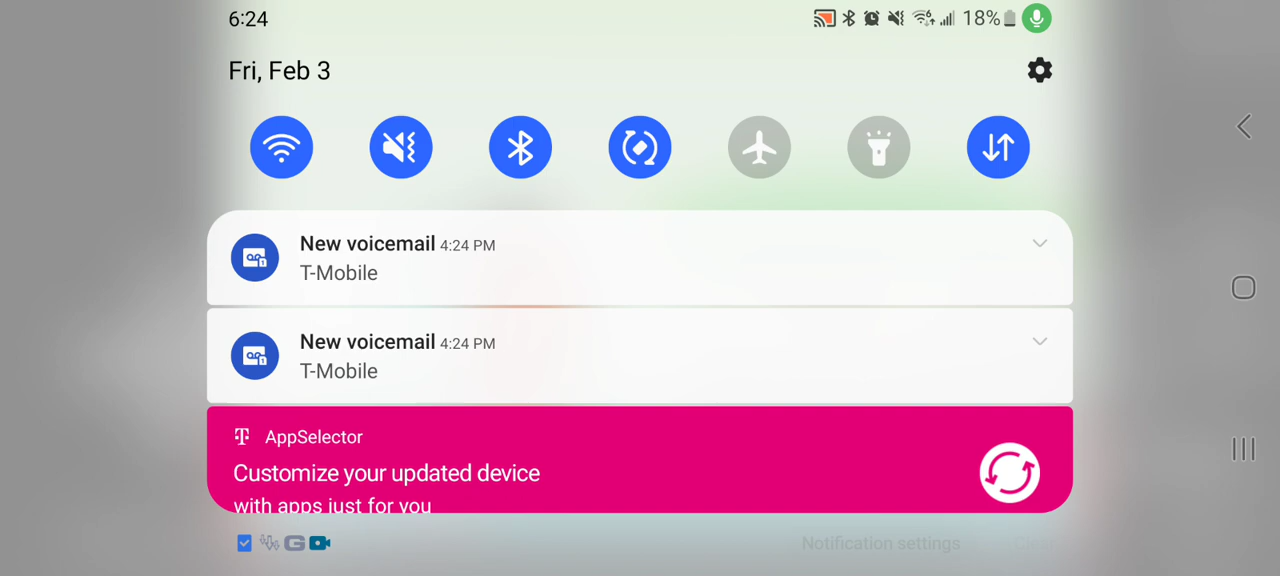 6:24
18%
Fri, Feb 3
New voicemail 4:24 PM
T-Mobile
New voicemail 4:24 PM
T-Mobile
AppSelector
Customize your updated device
with apps just for you
Notification settings
Clear